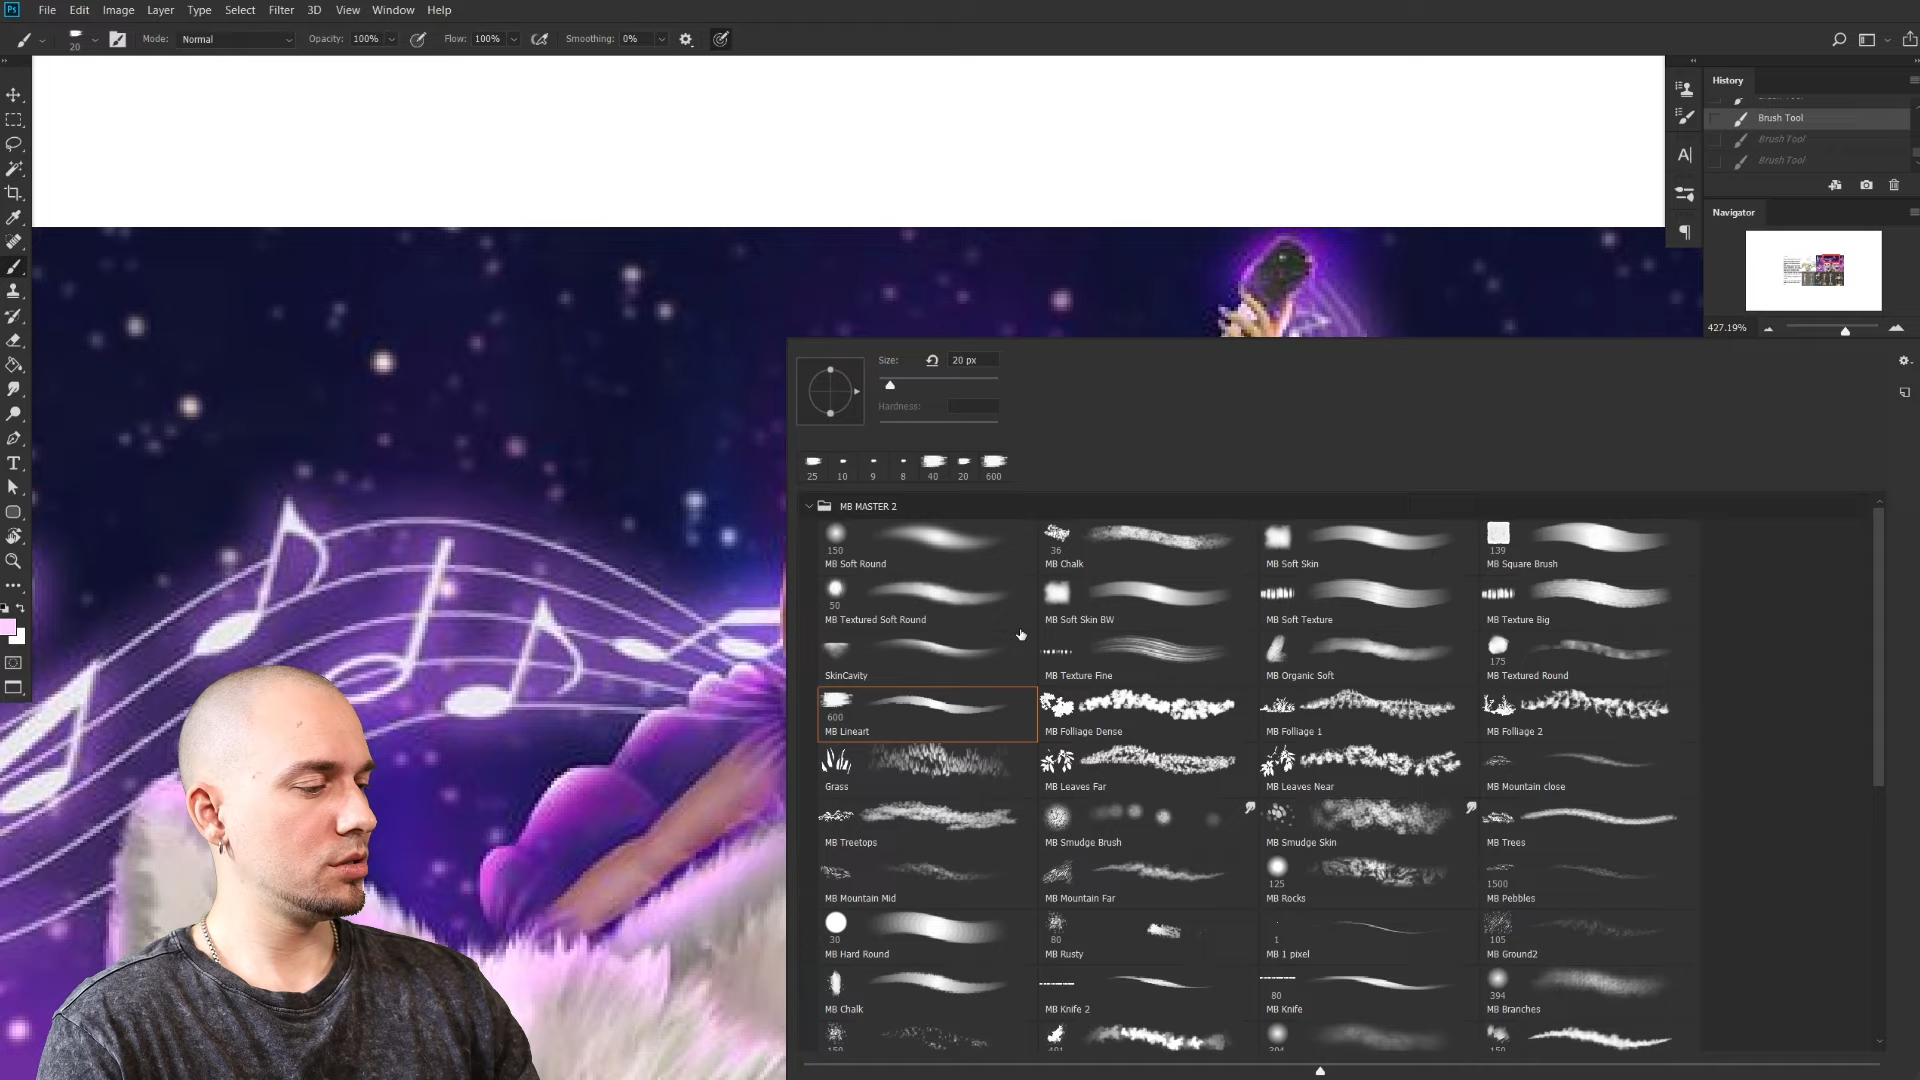 Ps File Edit Image Layer Type Select Filter 3D View Window Help
20 Mode: Normal Opacity: 100% Flow: 100% Smoothing: 0%
History
Brush Tool
Brush Tool
Brush Tool
Navigator
427.19%
Size: 20 px
Hardness:
25 10 9 8 40 20 600
MB MASTER 2
150 36 139
MB Soft Round MB Chalk MB Soft Skin MB Square Brush
50
MB Textured Soft Round MB Soft Skin BW MB Soft Texture MB Texture Big
175
SkinCavity MB Texture Fine MB Organic Soft MB Textured Round
600
MB Lineart MB Folliage Dense MB Folliage 1 MB Folliage 2
Grass MB Leaves Far MB Leaves Near MB Mountain close
MB Treetops MB Smudge Brush MB Smudge Skin MB Trees
125 1500
MB Mountain Mid MB Mountain Far MB Rocks MB Pebbles
30 80 1 105
MB Hard Round MB Rusty MB 1 pixel MB Ground2
80 394
MB Chalk MB Knife 2 MB Knife MB Branches